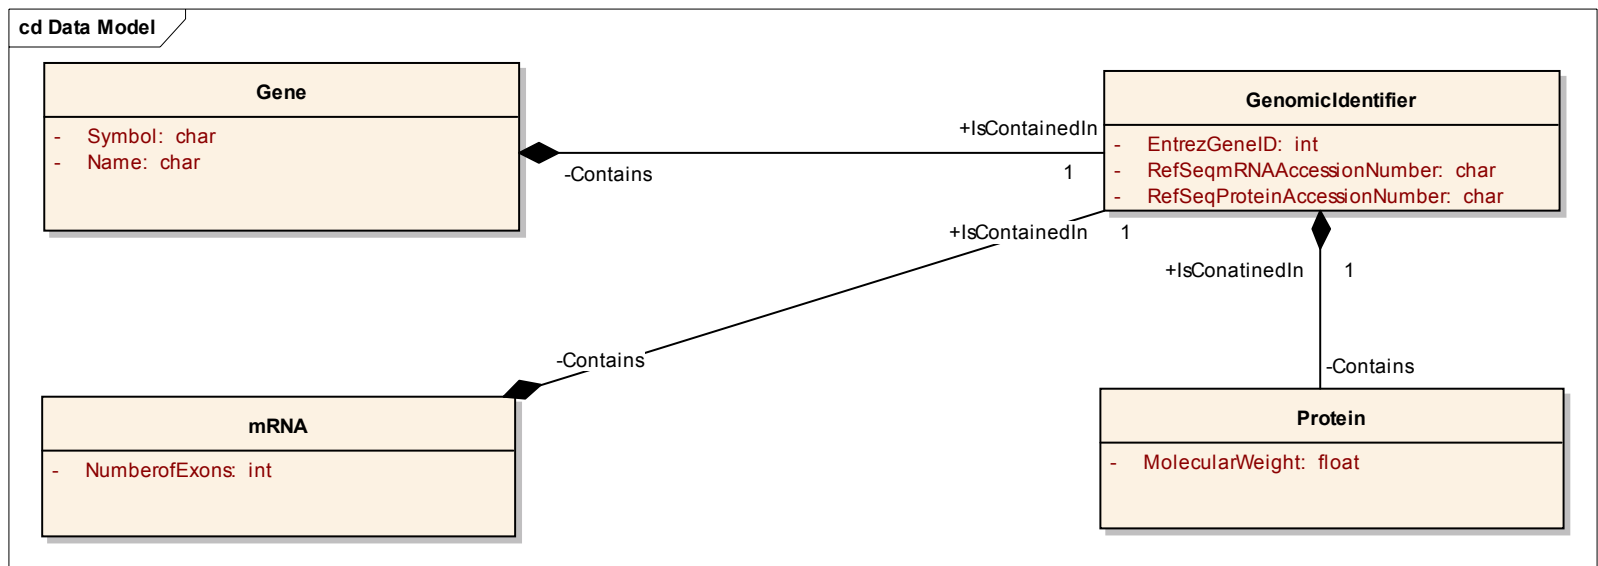 cd Data Model
Gene
- Symbol: char
- Name: char
GenomicIdentifier
- EntrezGeneID: int
- RefSeqmRNAAccessionNumber: char
- RefSeqProteinAccessionNumber: char
+IsContainedIn
-Contains
1
+IsContainedIn
1
-Contains
+IsConatinedIn
1
-Contains
mRNA
- NumberofExons: int
Protein
- MolecularWeight: float